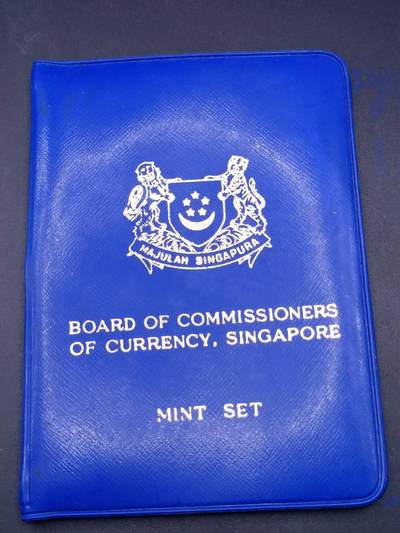 MAJULAH SINGAPURA
BOARD OF COMMISSIONERS
OF CURRENCY, SINGAPORE
MINT SET